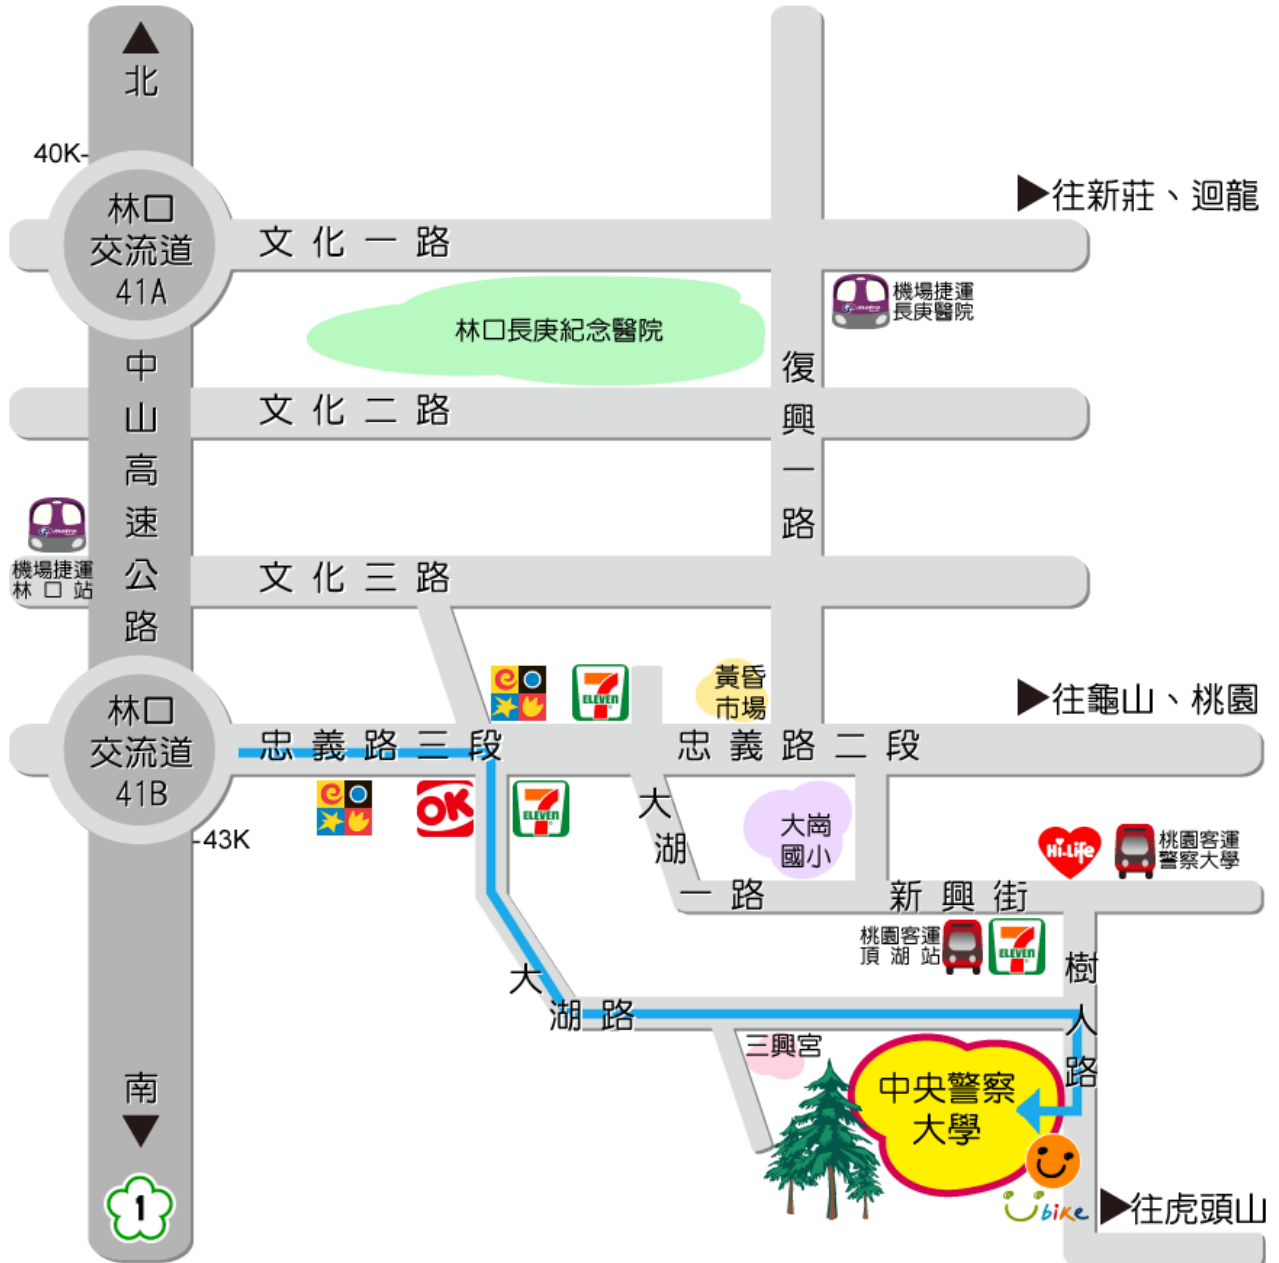 北
40K-
林口
交流道
41A
文化一路
往新莊、迴龍
機場捷運
長庚醫院
林口長庚紀念醫院
復興一路
中山高速公路
文化二路
機場捷運
林口站
文化三路
黃昏
市場
往龜山、桃園
林口
交流道
41B
忠義路三段
忠義路二段
7
ELEVEN
OK
7
ELEVEN
-43K
大湖一路
大崗
國小
Hi-Life
桃園客運
警察大學
新興街
桃園客運
頂湖站
7
ELEVEN
樹人路
大湖路
三興宮
中央警察
大學
南
1
Ubike
往虎頭山